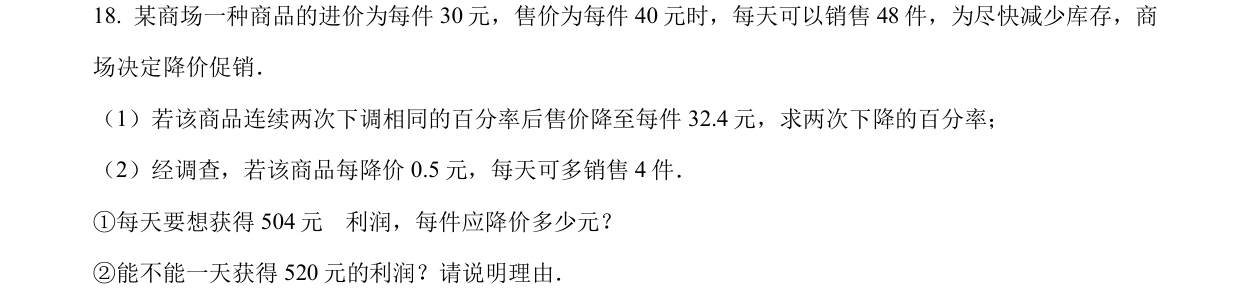 18. 某商场一种商品的进价为每件 30 元，售价为每件 40 元时，每天可以销售 48 件，为尽快减少库存，商
场决定降价促销．
（1）若该商品连续两次下调相同的百分率后售价降至每件 32.4 元，求两次下降的百分率；
（2）经调查，若该商品每降价 0.5 元，每天可多销售 4 件．
①每天要想获得 504 元　利润，每件应降价多少元？
②能不能一天获得 520 元的利润？请说明理由．